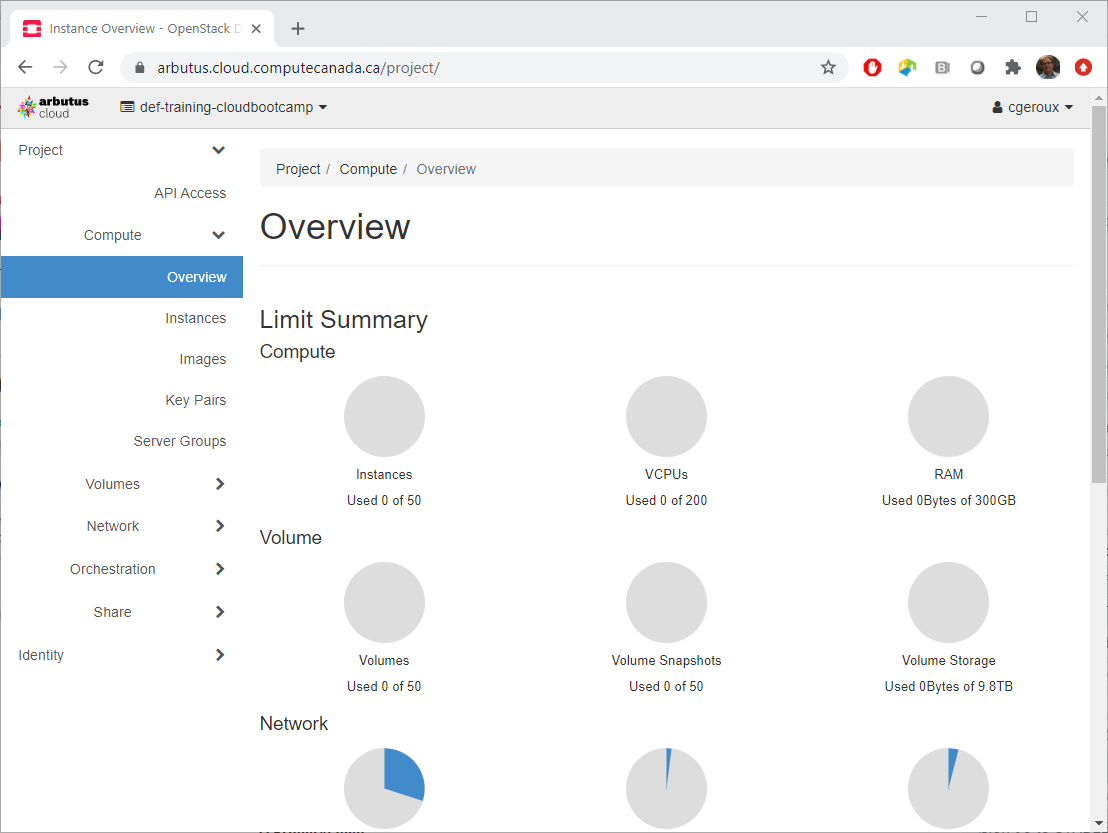 Instance Overview - OpenStack D
arbutus.cloud.computecanada.ca/project/
arbutus
cloud
def-training-cloudbootcamp
cgeroux
Project
API Access
Compute
Overview
Instances
Images
Key Pairs
Server Groups
Volumes
Network
Orchestration
Share
Identity
Project / Compute / Overview
Overview
Limit Summary
Compute
Instances
Used 0 of 50
VCPUs
Used 0 of 200
RAM
Used 0Bytes of 300GB
Volume
Volumes
Used 0 of 50
Volume Snapshots
Used 0 of 50
Volume Storage
Used 0Bytes of 9.8TB
Network